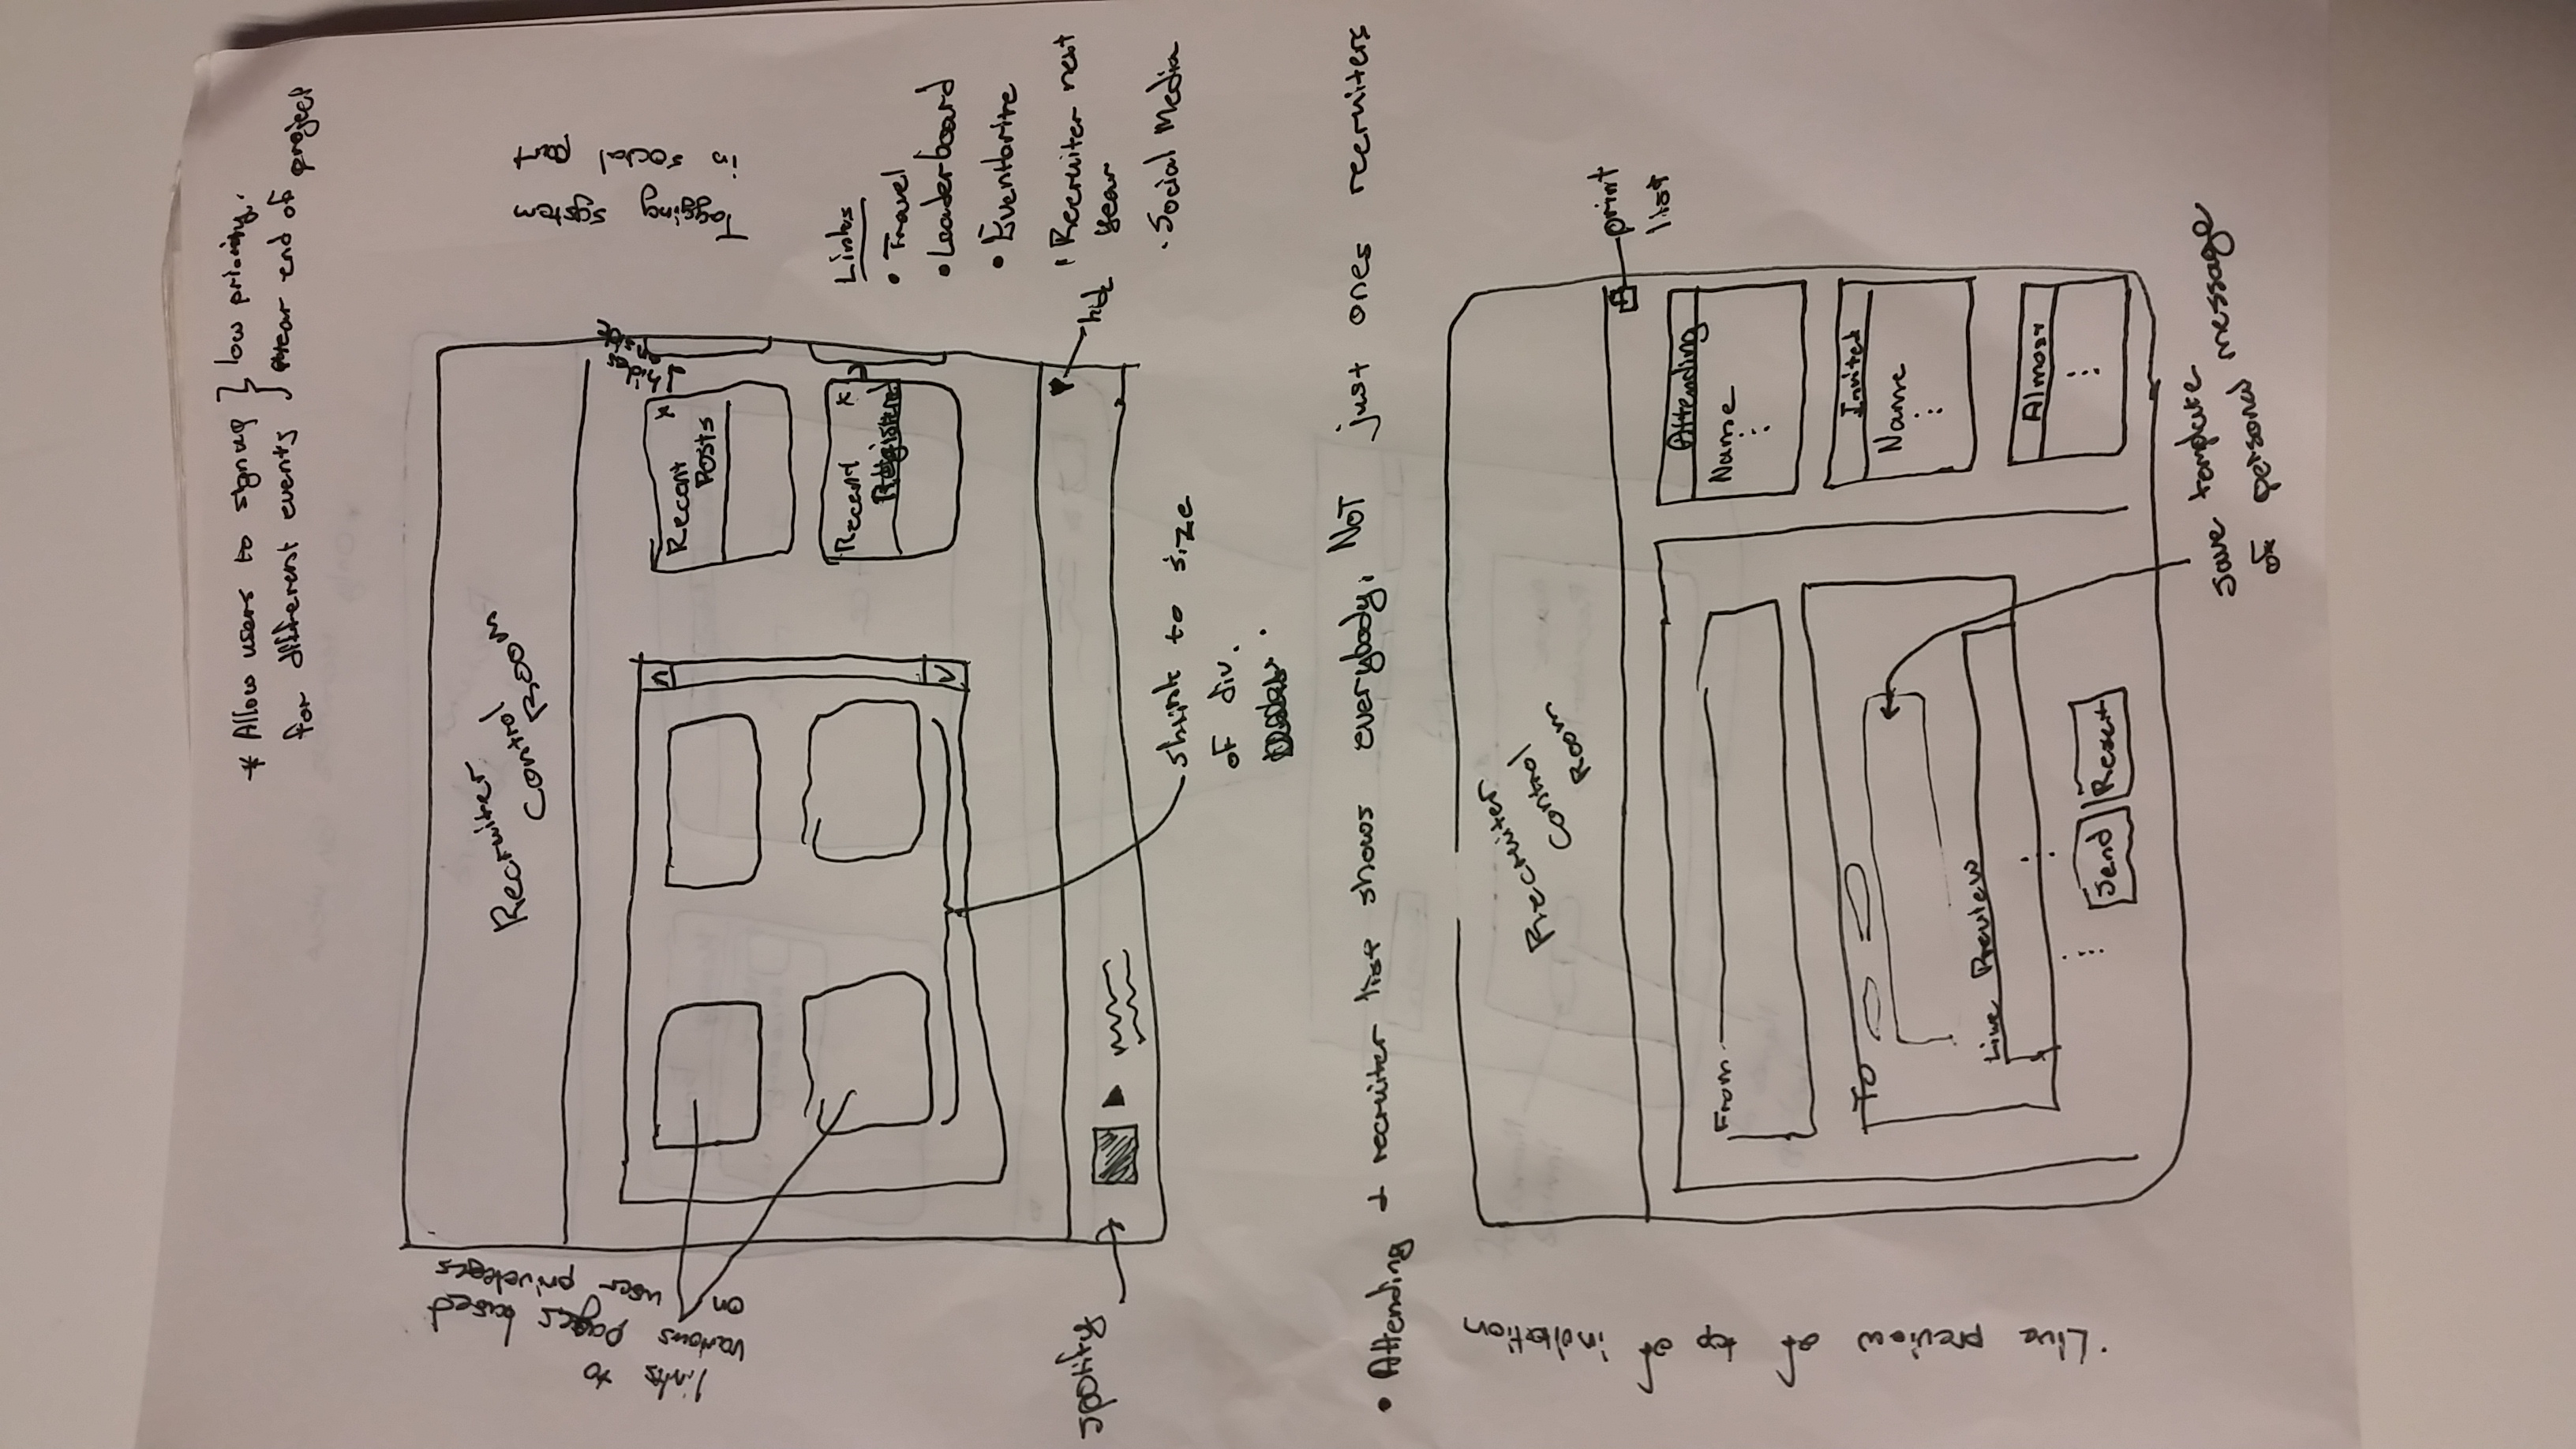 * Allow users to signup } low priority.
for different events } near end of project
links to
various pages based
on user priveleges
Recruiter
Control
Room
Tagging system
in social part
Recent x
Posts
hides
on side
Recent x
Registered
Links
• Travel
• Leaderboard
• Eventbrite
• Recruiter next
year
• Social Media
spotify
hide
shrink to size
of div.
• Attending + recruiter list shows everybody, NOT just ones recruiters
• Live preview at top of invitation
Recruiter
Control
Room
print
list
From
To
Live Preview
Send Reset
Attending
Name
Invited
Name
Almost
save template
of personal message